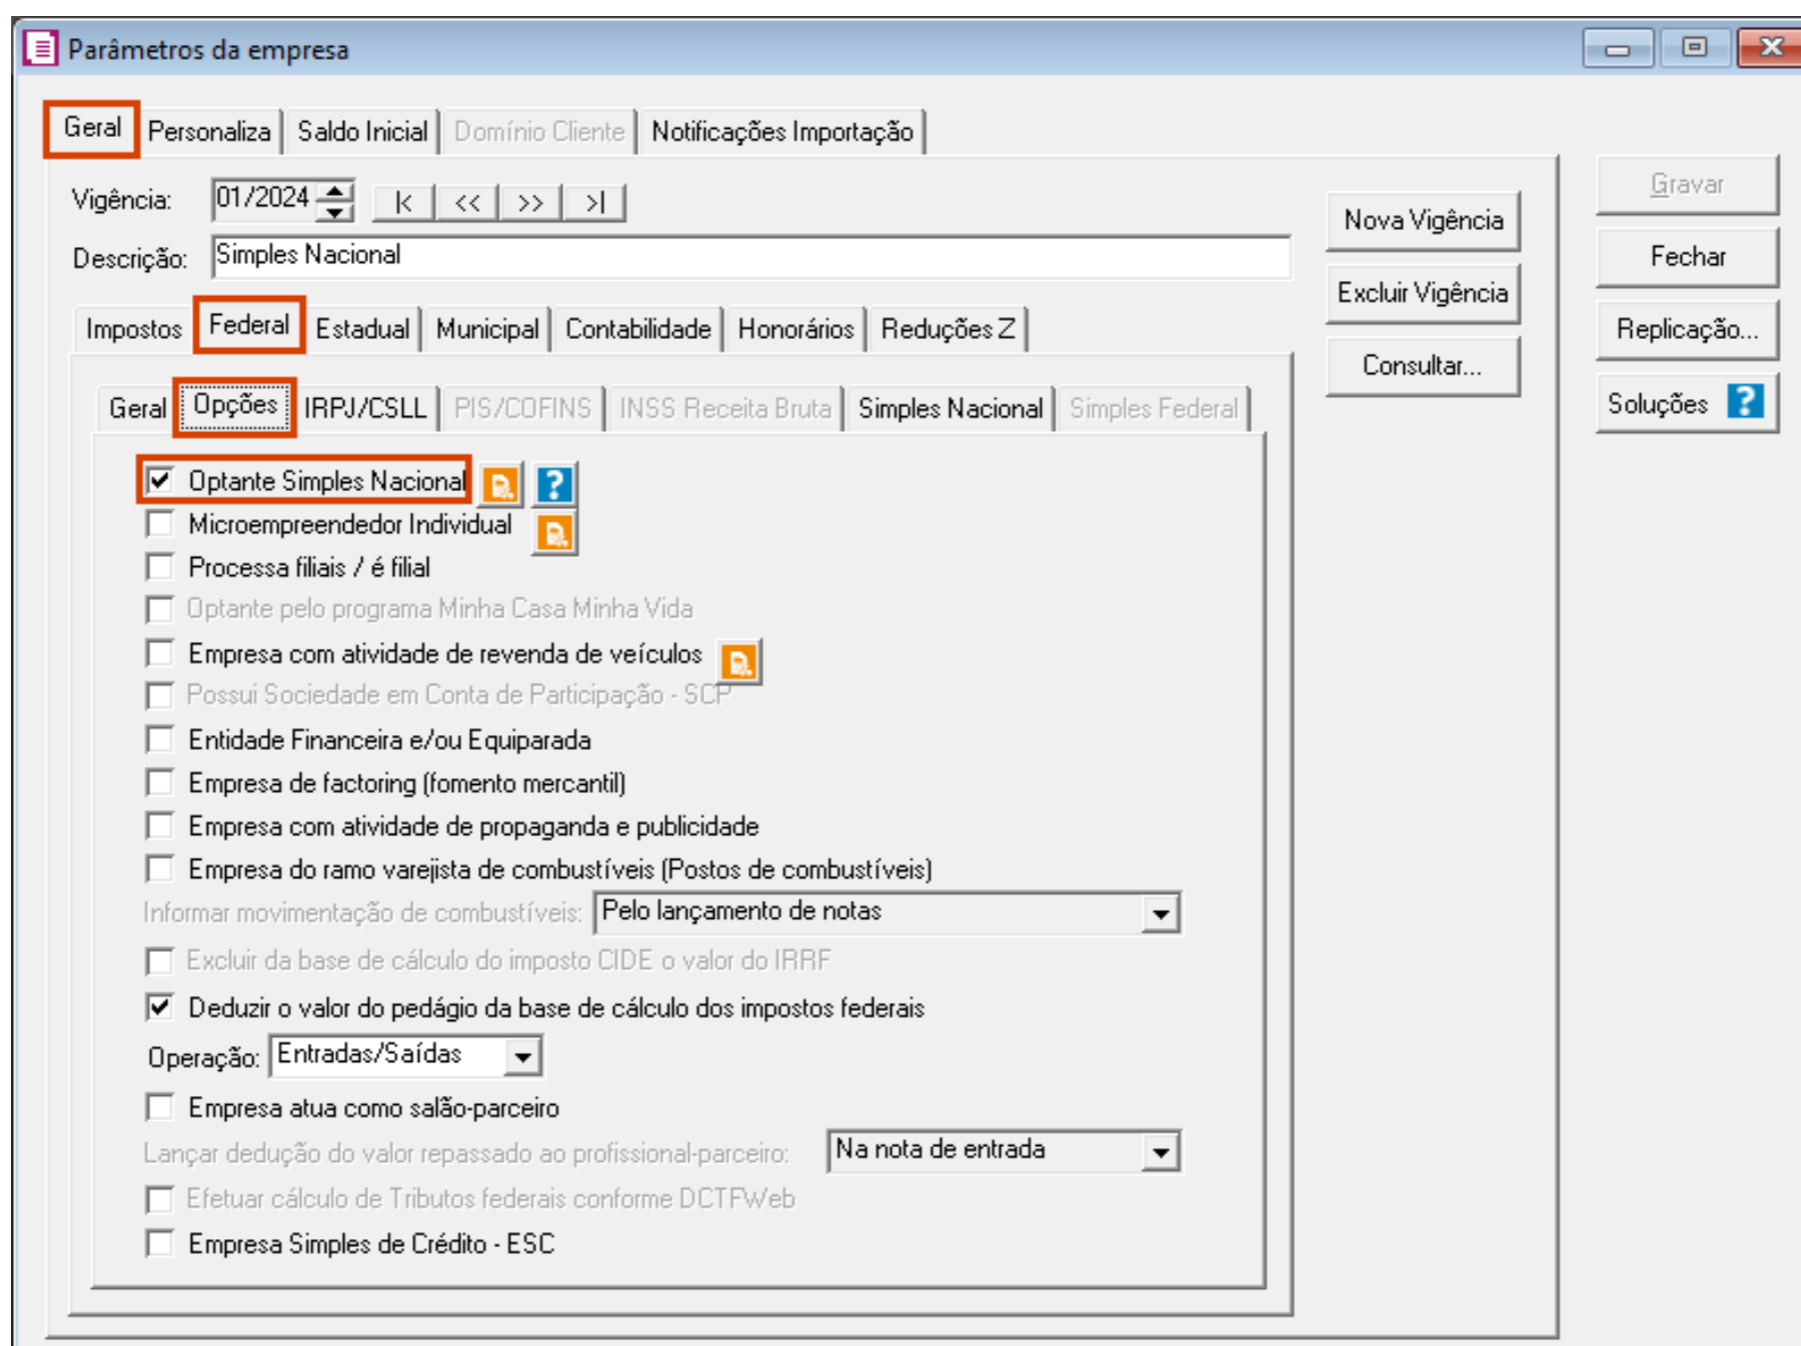 Parâmetros da empresa
Geral Personaliza Saldo Inicial Domínio Cliente Notificações Importação
Vigência: 01/2024 |< << >> >|
Descrição: Simples Nacional
Nova Vigência
Excluir Vigência
Consultar...
Gravar
Fechar
Replicação...
Soluções ?
Impostos Federal Estadual Municipal Contabilidade Honorários Reduções Z
Geral Opções IRPJ/CSLL PIS/COFINS INSS Receita Bruta Simples Nacional Simples Federal
Optante Simples Nacional ?
Microempreendedor Individual
Processa filiais / é filial
Optante pelo programa Minha Casa Minha Vida
Empresa com atividade de revenda de veículos
Possui Sociedade em Conta de Participação - SCP
Entidade Financeira e/ou Equiparada
Empresa de factoring (fomento mercantil)
Empresa com atividade de propaganda e publicidade
Empresa do ramo varejista de combustíveis (Postos de combustíveis)
Informar movimentação de combustíveis: Pelo lançamento de notas
Excluir da base de cálculo do imposto CIDE o valor do IRRF
Deduzir o valor do pedágio da base de cálculo dos impostos federais
Operação: Entradas/Saídas
Empresa atua como salão-parceiro
Lançar dedução do valor repassado ao profissional-parceiro: Na nota de entrada
Efetuar cálculo de Tributos federais conforme DCTFWeb
Empresa Simples de Crédito - ESC